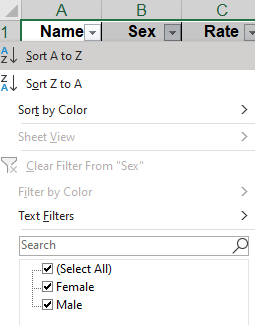 A B C
1 Name Sex Rate
A Z Sort A to Z
Z A Sort Z to A
Sort by Color
Sheet View
Clear Filter From "Sex"
Filter by Color
Text Filters
Search
(Select All)
Female
Male